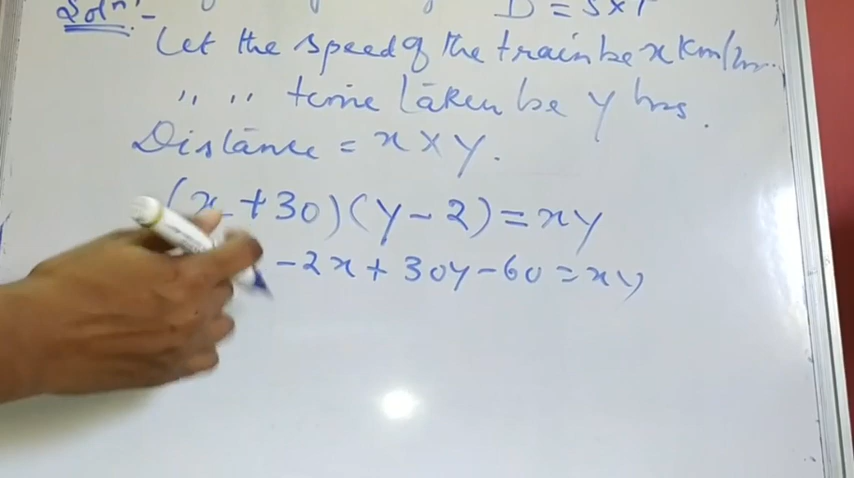 Soln :-
D = S x T
Let the speed of the train be x km/hr.
,, ,, time taken be y hrs.
Distance = x x y.
(x + 30) (y - 2) = xy
- 2x + 30y - 60 = xy